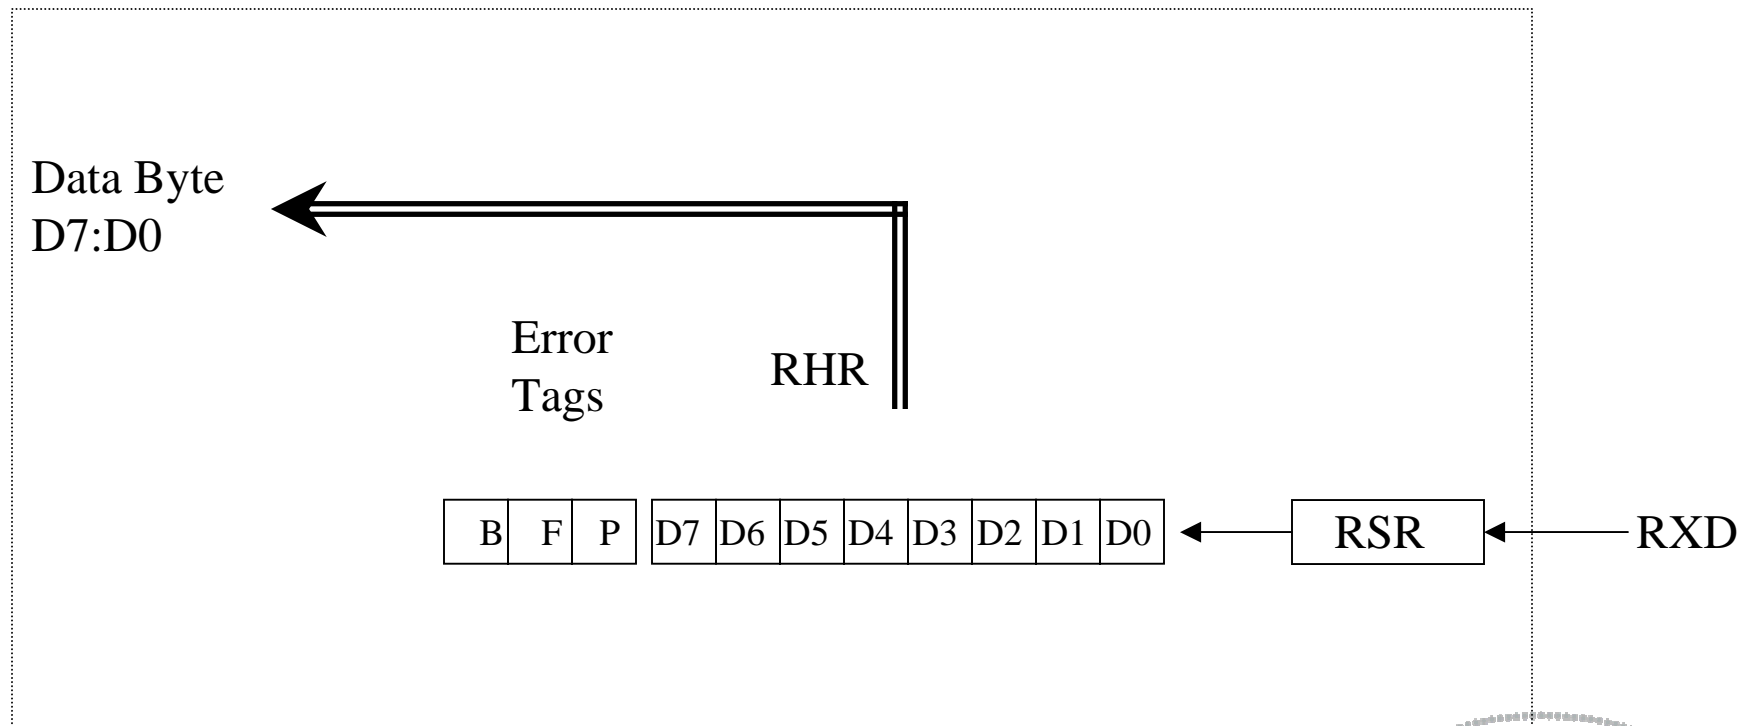 Data Byte
D7:D0
Error
Tags
RHR
B F P D7 D6 D5 D4 D3 D2 D1 D0
RSR
RXD